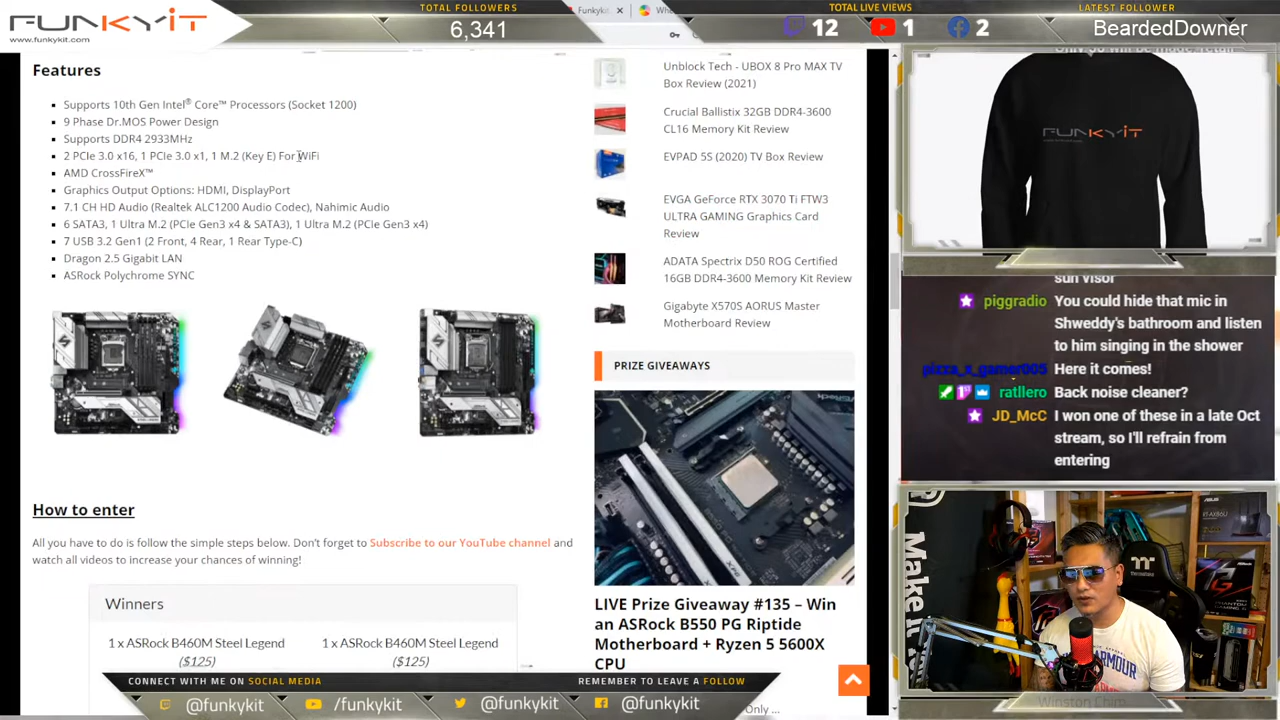 FUNKYIT
www.funkykit.com
TOTAL FOLLOWERS
6,341
Funkykit
TOTAL LIVE VIEWS
12
1
2
LATEST FOLLOWER
BeardedDowner
Features
Supports 10th Gen Intel® Core™ Processors (Socket 1200)
9 Phase Dr.MOS Power Design
Supports DDR4 2933MHz
2 PCIe 3.0 x16, 1 PCIe 3.0 x1, 1 M.2 (Key E) For WiFi
AMD CrossFireX™
Graphics Output Options: HDMI, DisplayPort
7.1 CH HD Audio (Realtek ALC1200 Audio Codec), Nahimic Audio
6 SATA3, 1 Ultra M.2 (PCIe Gen3 x4 & SATA3), 1 Ultra M.2 (PCIe Gen3 x4)
7 USB 3.2 Gen1 (2 Front, 4 Rear, 1 Rear Type-C)
Dragon 2.5 Gigabit LAN
ASRock Polychrome SYNC
How to enter
All you have to do is follow the simple steps below. Don't forget to Subscribe to our YouTube channel and
watch all videos to increase your chances of winning!
Winners
1 x ASRock B460M Steel Legend
($125)
1 x ASRock B460M Steel Legend
($125)
Unblock Tech - UBOX 8 Pro MAX TV
Box Review (2021)
Crucial Ballistix 32GB DDR4-3600
CL16 Memory Kit Review
EVPAD 5S (2020) TV Box Review
EVGA GeForce RTX 3070 Ti FTW3
ULTRA GAMING Graphics Card
Review
ADATA Spectrix D50 ROG Certified
16GB DDR4-3600 Memory Kit Review
Gigabyte X570S AORUS Master
Motherboard Review
PRIZE GIVEAWAYS
LIVE Prize Giveaway #135 – Win
an ASRock B550 PG Riptide
Motherboard + Ryzen 5 5600X
CPU
Only ...
FUNKYIT
sun visor
piggradio You could hide that mic in
Shweddy's bathroom and listen
to him singing in the shower
pizza_x_gamer005 Here it comes!
ratllero Back noise cleaner?
JD_McC I won one of these in a late Oct
stream, so I'll refrain from
entering
Make it
RT-AX86U
PHANTOM
ARMOUR
Winston Chim
CONNECT WITH ME ON SOCIAL MEDIA
REMEMBER TO LEAVE A FOLLOW
@funkykit
/funkykit
@funkykit
@funkykit